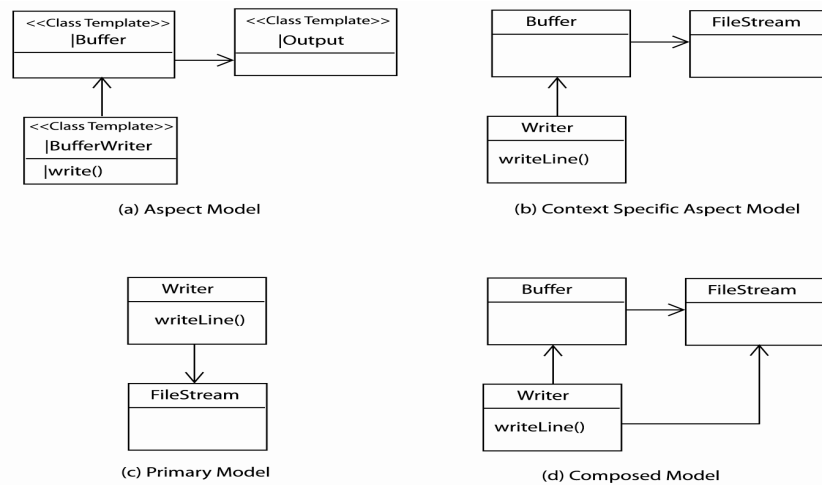 <<Class Template>>
|Buffer
<<Class Template>>
|Output
<<Class Template>>
|BufferWriter
|write()
(a) Aspect Model
Buffer
FileStream
Writer
writeLine()
(b) Context Specific Aspect Model
Writer
writeLine()
FileStream
(c) Primary Model
Buffer
FileStream
Writer
writeLine()
(d) Composed Model